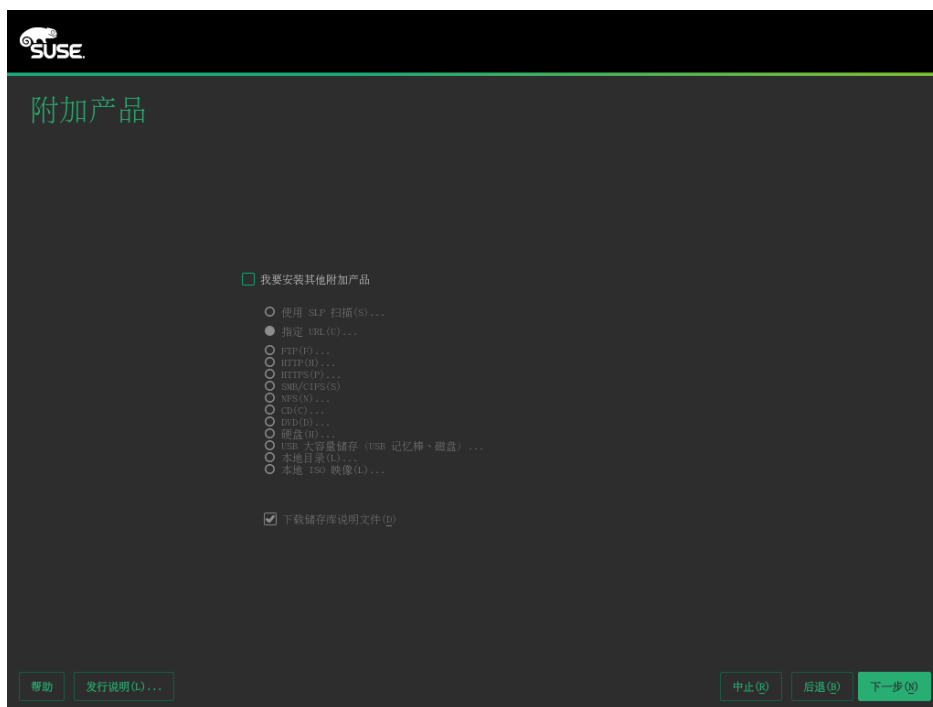 SUSE.
附加产品
我要安装其他附加产品
使用 SLP 扫描(S)...
指定 URL(U)...
FTP(F)...
HTTP(H)...
HTTPS(P)...
SMB/CIFS(S)
NFS(N)...
CD(C)...
DVD(D)...
硬盘(H)...
USB 大容量储存（USB 记忆棒、磁盘）...
本地目录(L)...
本地 ISO 映像(L)...
下载储存库说明文件(D)
帮助 发行说明(L)... 中止(R) 后退(B) 下一步(N)